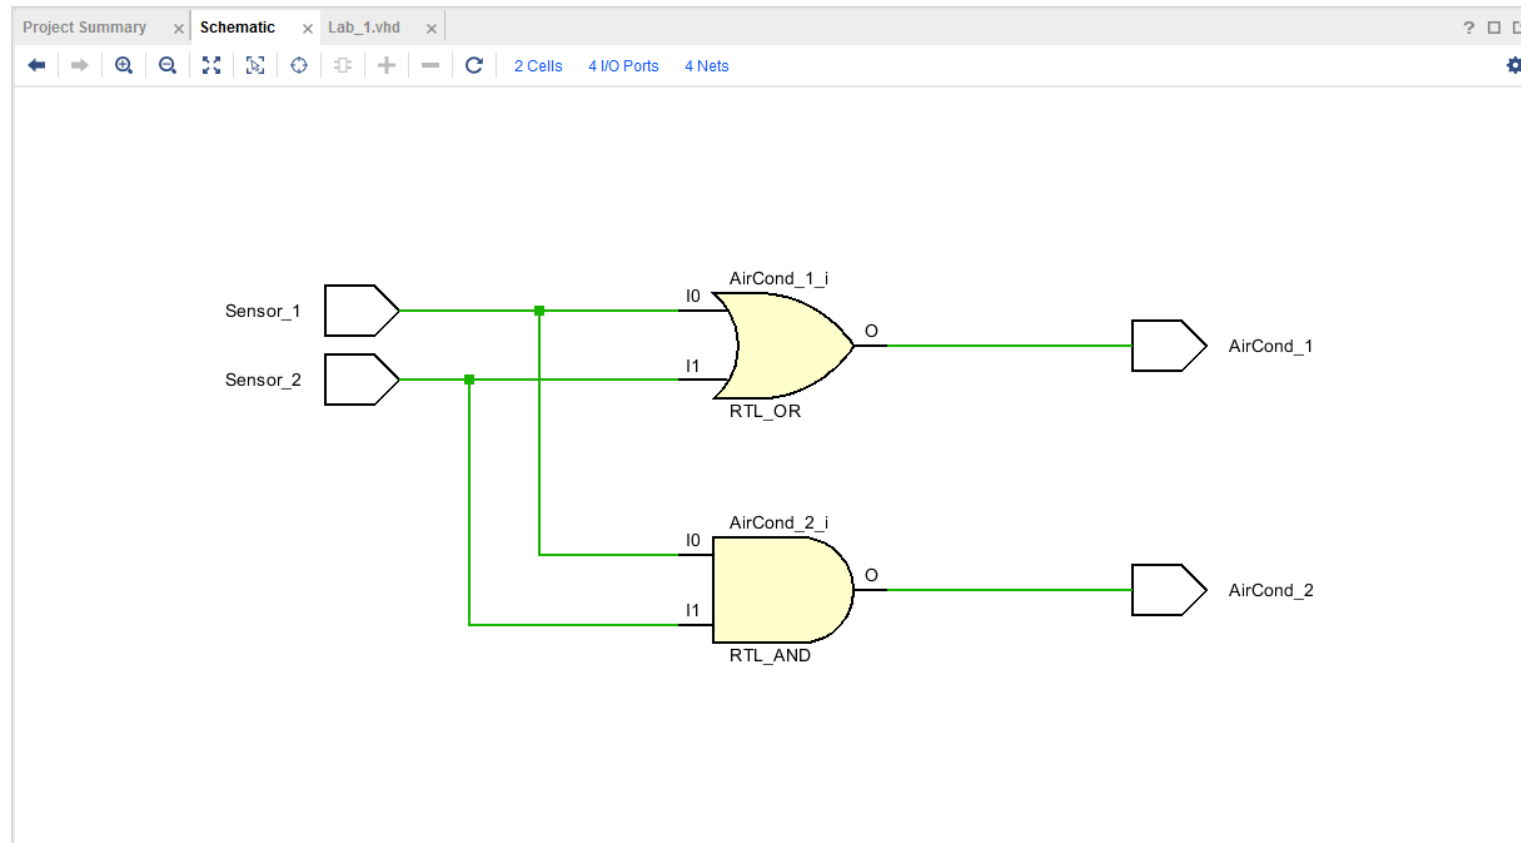 Project Summary Schematic Lab_1.vhd ?
2 Cells 4 I/O Ports 4 Nets
AirCond_1_i
Sensor_1 I0
O
AirCond_1
Sensor_2 I1
RTL_OR
AirCond_2_i
I0
O
AirCond_2
I1
RTL_AND